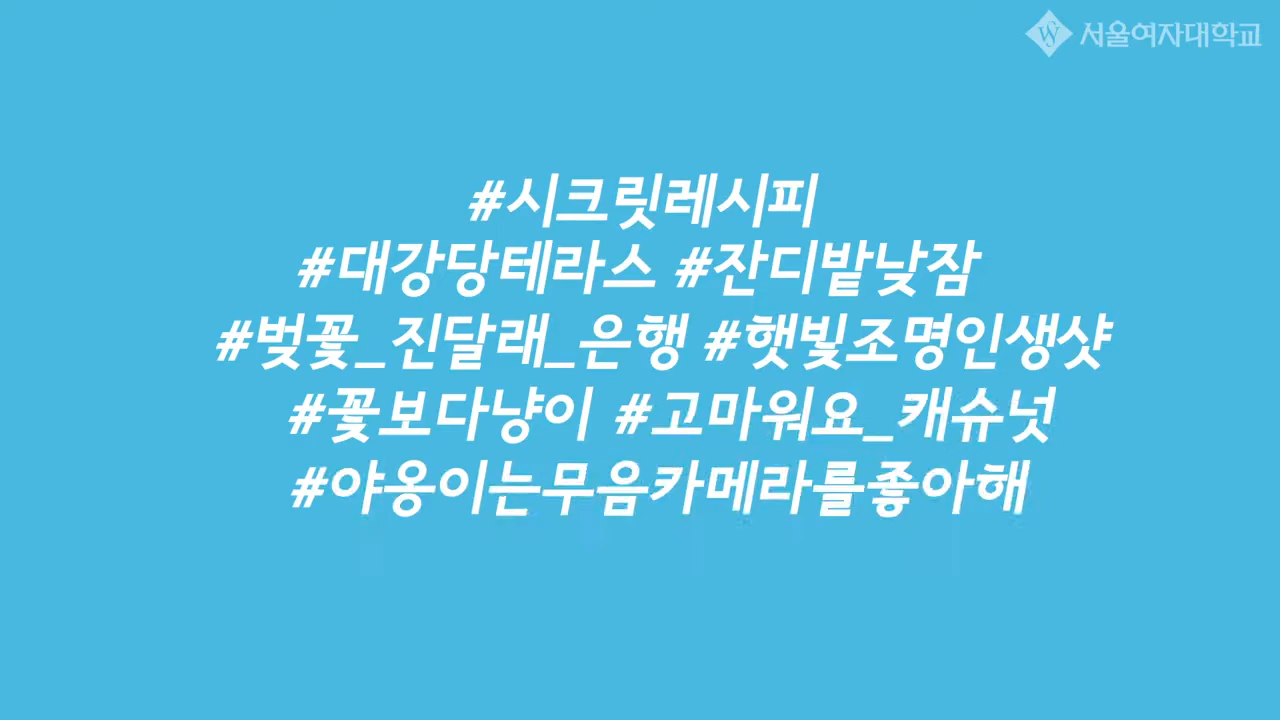 서울여자대학교
#시크릿레시피
#대강당테라스 #잔디밭낮잠
#벚꽃_진달래_은행 #햇빛조명인생샷
#꽃보다냥이 #고마워요_캐슈넛
#야옹이는무음카메라를좋아해